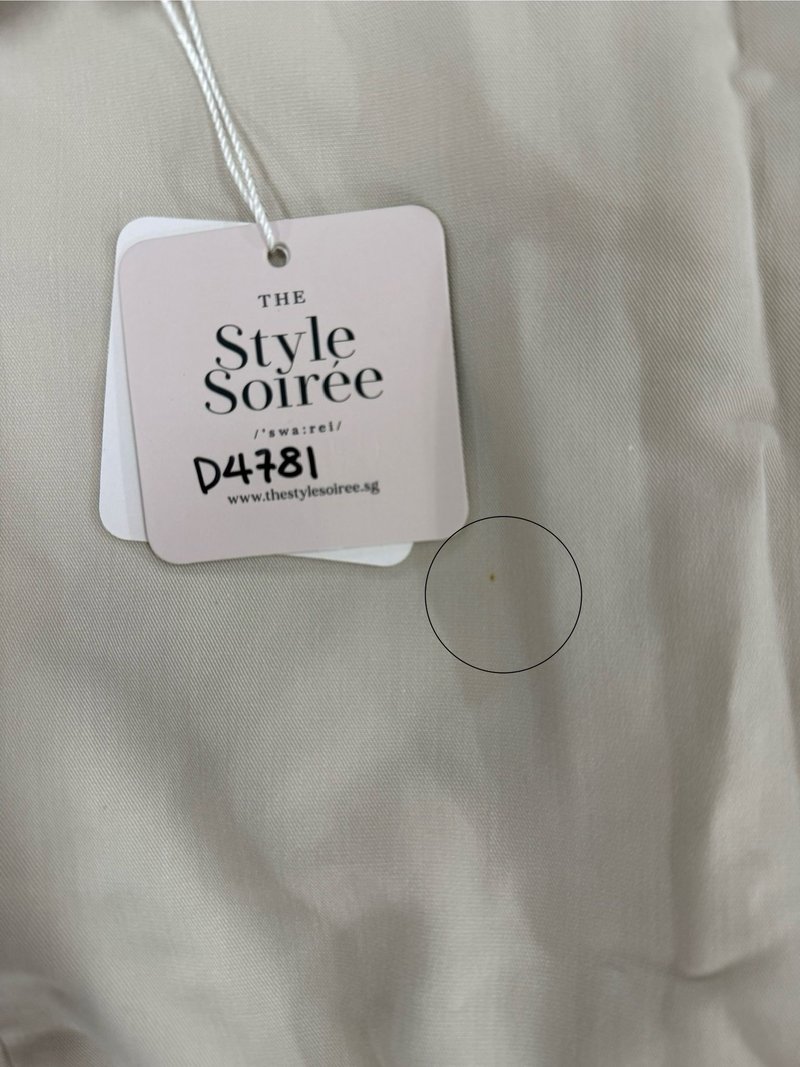 THE
Style
Soirée
/'swa:rei/
D4781
www.thestylesoiree.sg